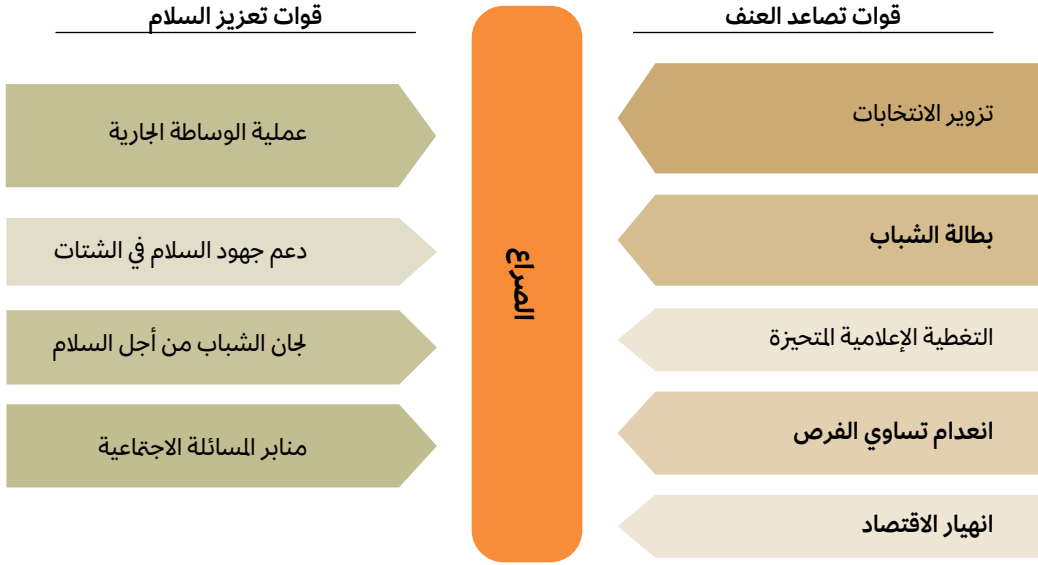 قوات تصاعد العنف
تزوير الانتخابات
بطالة الشباب
التغطية الإعلامية المتحيزة
انعدام تساوي الفرص
انهيار الاقتصاد
الصراع
قوات تعزيز السلام
عملية الوساطة الجارية
دعم جهود السلام في الشتات
لجان الشباب من أجل السلام
منابر المسائلة الاجتماعية